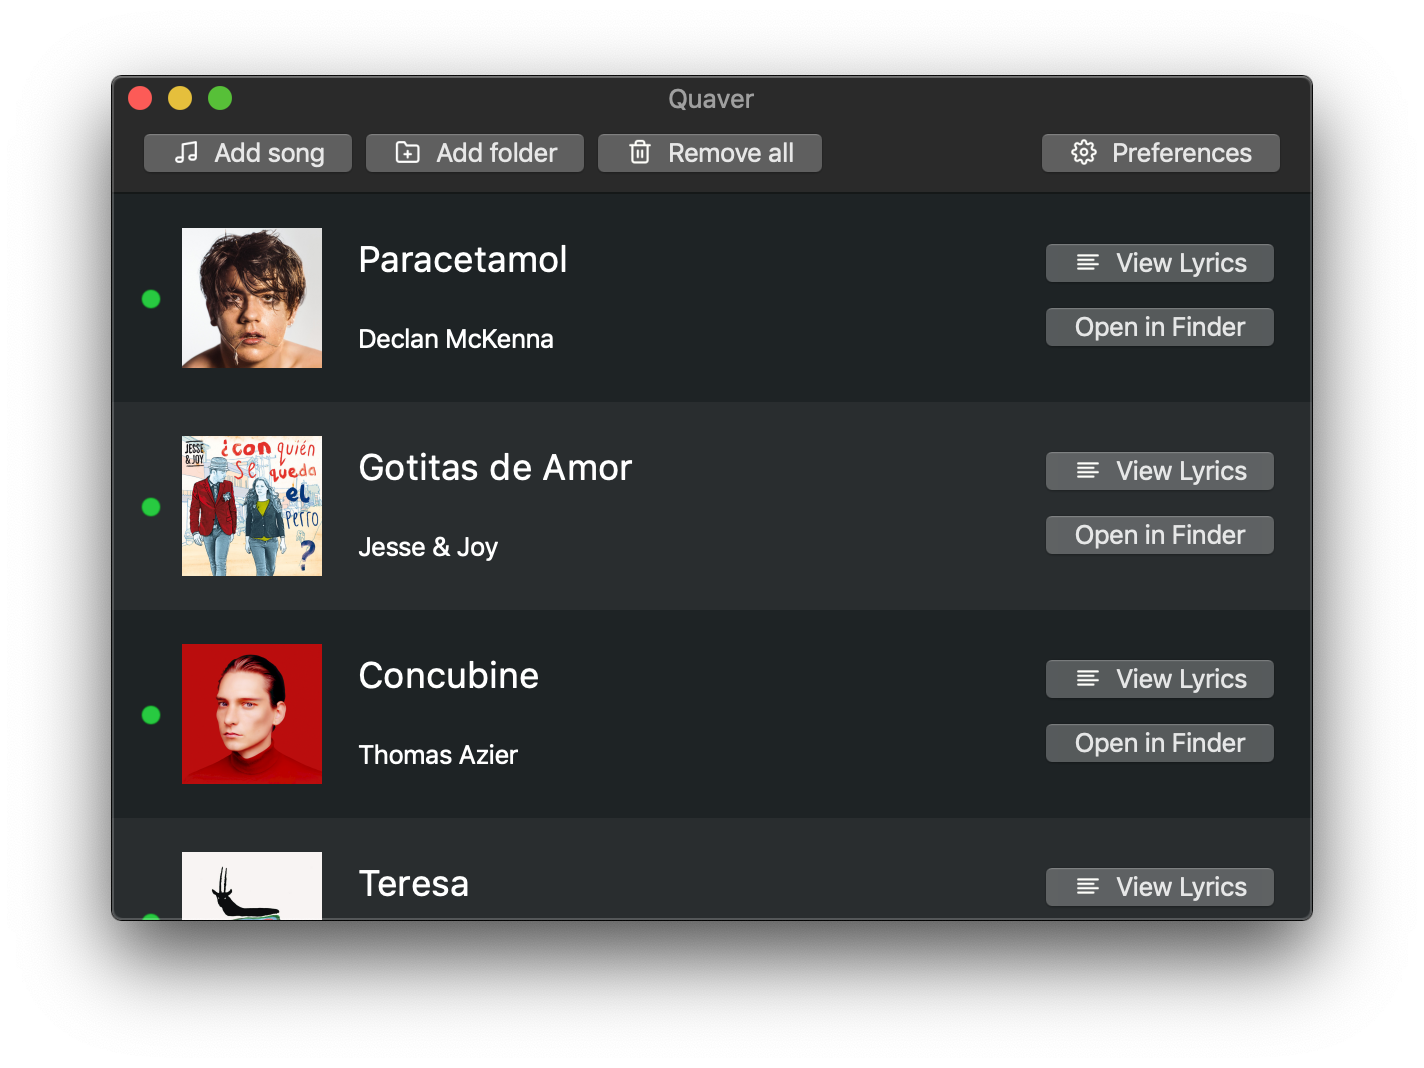 Quaver
Add song
Add folder
Remove all
Preferences
Paracetamol
Declan McKenna
View Lyrics
Open in Finder
JESSE
& JOY
¿con quién
se queda
el
perro
?
Gotitas de Amor
Jesse & Joy
View Lyrics
Open in Finder
Concubine
Thomas Azier
View Lyrics
Open in Finder
Teresa
View Lyrics